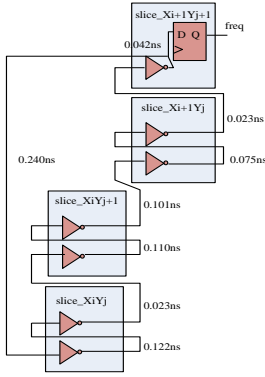 slice_Xi+1Yj+1
D Q
freq
0.042ns
slice_Xi+1Yj
0.023ns
0.240ns
0.075ns
slice_XiYj+1
0.101ns
0.110ns
slice_XiYj
0.023ns
0.122ns